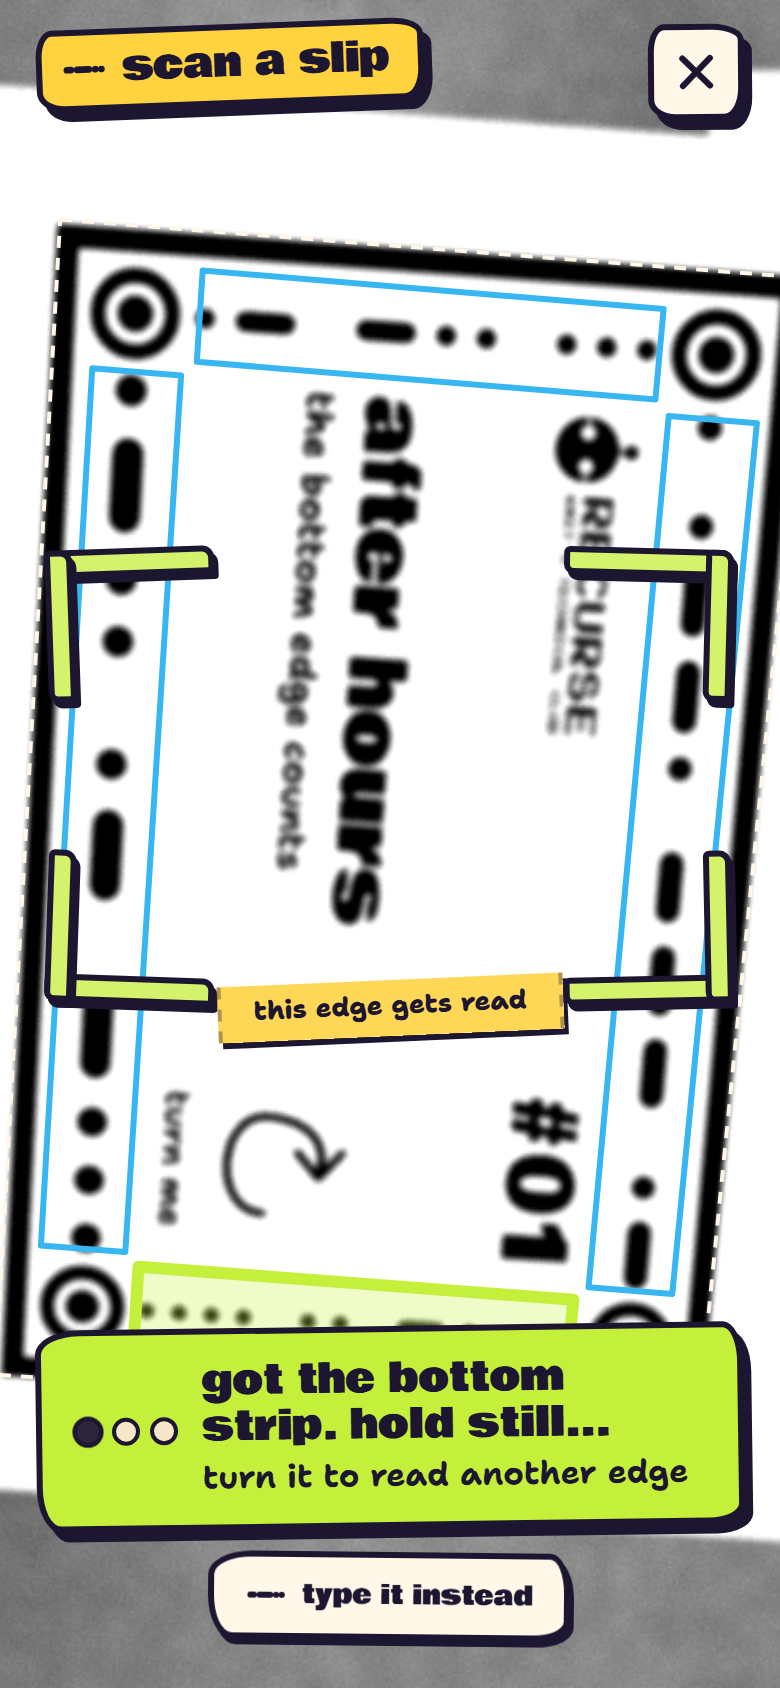 scan a slip
RECURSE
after hours
the bottom edge counts
this edge gets read
#01
turn me
got the bottom
strip. hold still...
turn it to read another edge
type it instead